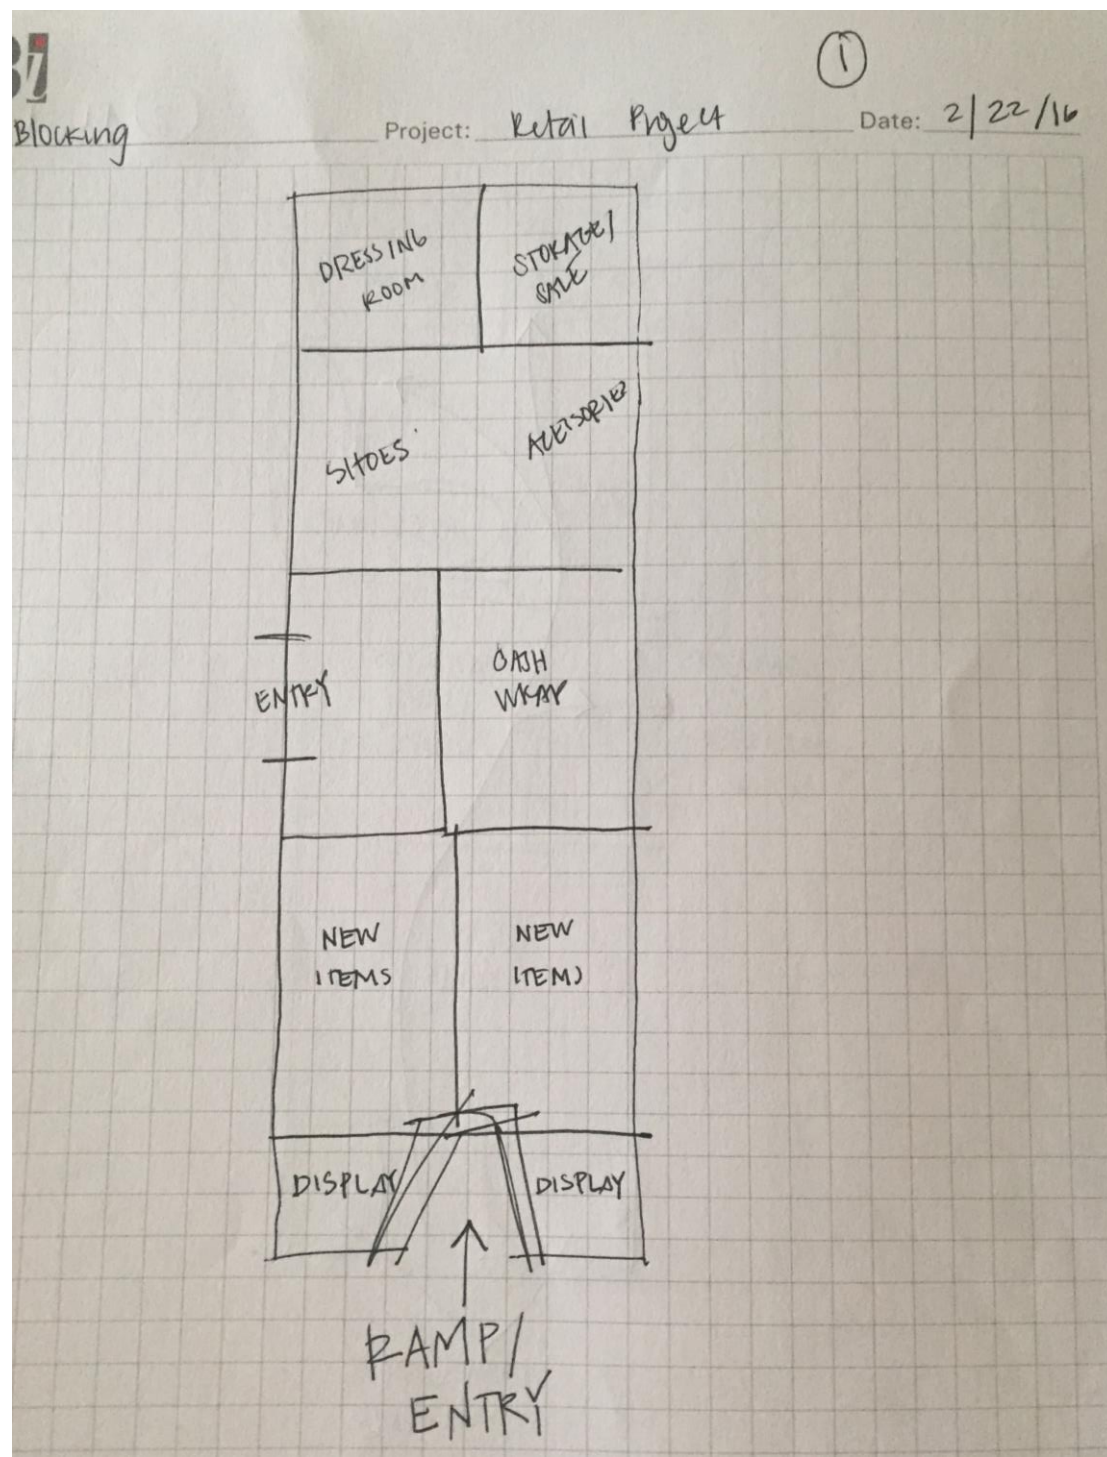 1
Blocking
Project: Retail Project
Date: 2/22/16
DRESSING
ROOM
STORAGE/
SALE
SHOES
ACCISORIES
ENTRY
CASH
WRAP
NEW
ITEMS
NEW
ITEMS
DISPLAY
DISPLAY
RAMP/
ENTRY